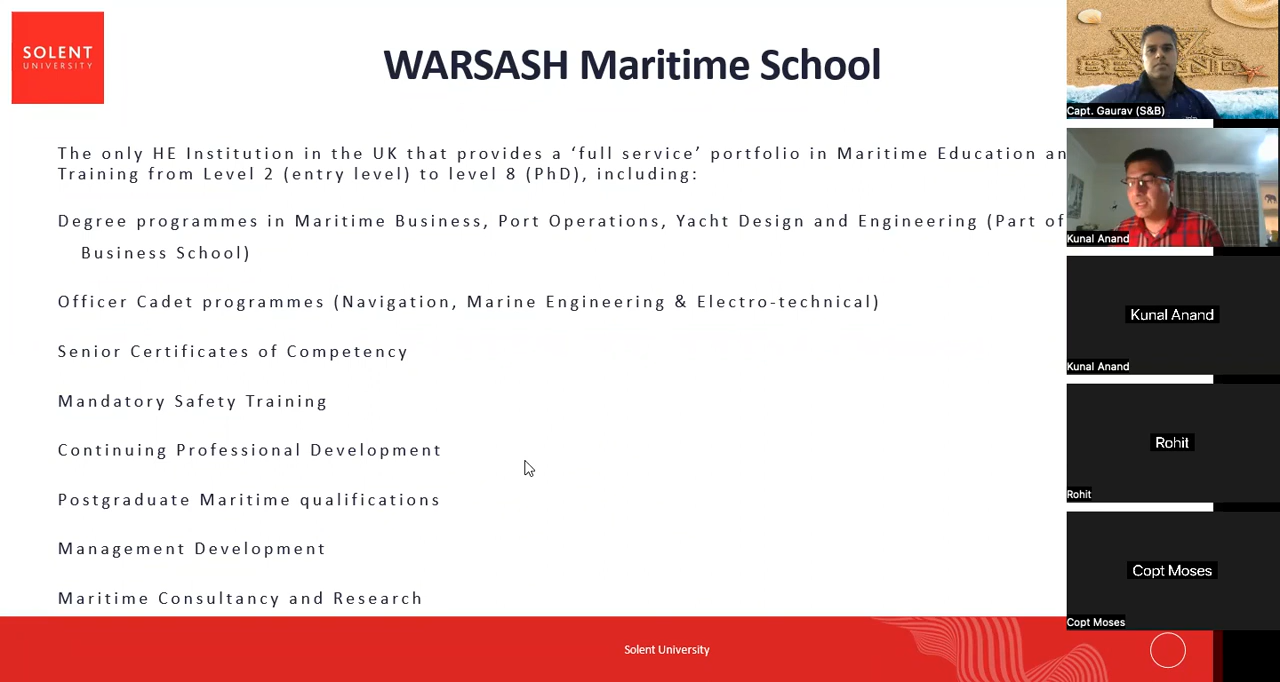 SOLENT
UNIVERSITY
WARSASH Maritime School
The only HE Institution in the UK that provides a ‘full service’ portfolio in Maritime Education an
Training from Level 2 (entry level) to level 8 (PhD), including:
Degree programmes in Maritime Business, Port Operations, Yacht Design and Engineering (Part of
Business School)
Officer Cadet programmes (Navigation, Marine Engineering & Electro-technical)
Senior Certificates of Competency
Mandatory Safety Training
Continuing Professional Development
Postgraduate Maritime qualifications
Management Development
Maritime Consultancy and Research
Solent University
Capt. Gaurav (S&B)
Kunal Anand
Kunal Anand
Kunal Anand
Rohit
Rohit
Copt Moses
Copt Moses